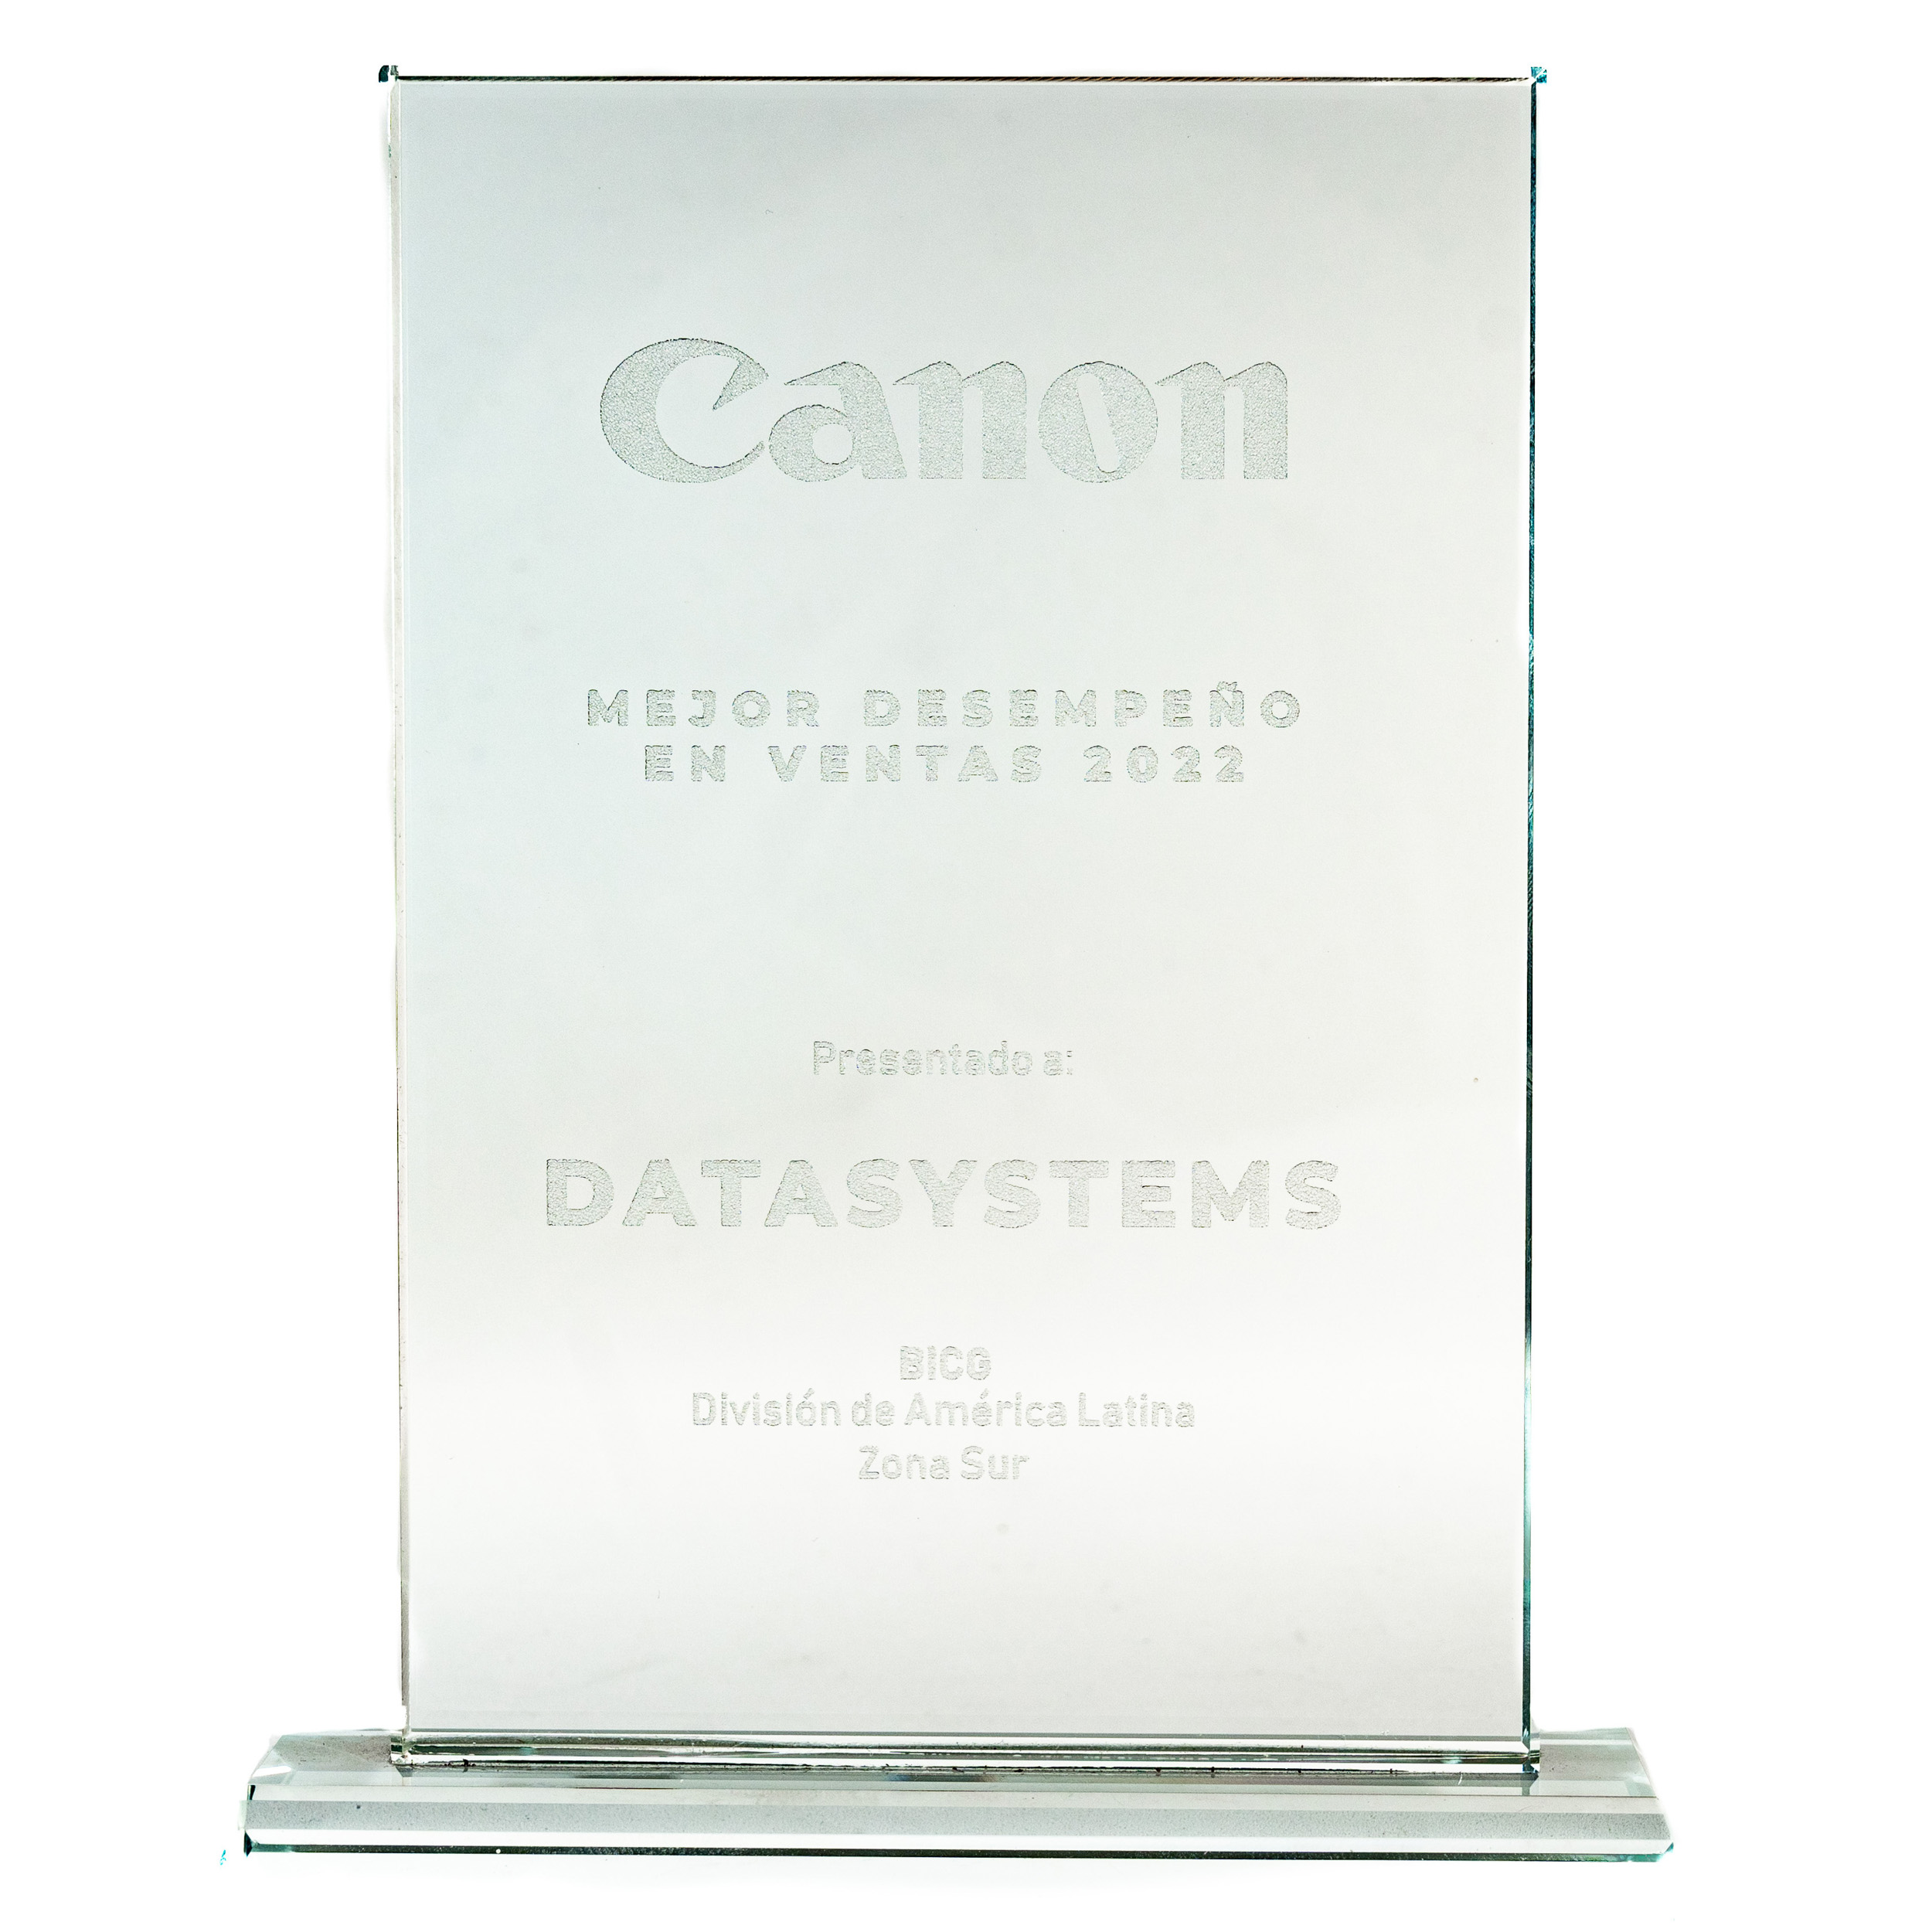 Canon
MEJOR DESEMPEÑO
EN VENTAS 2022
Presentado a:
DATASYSTEMS
BICG
División de América Latina
Zona Sur